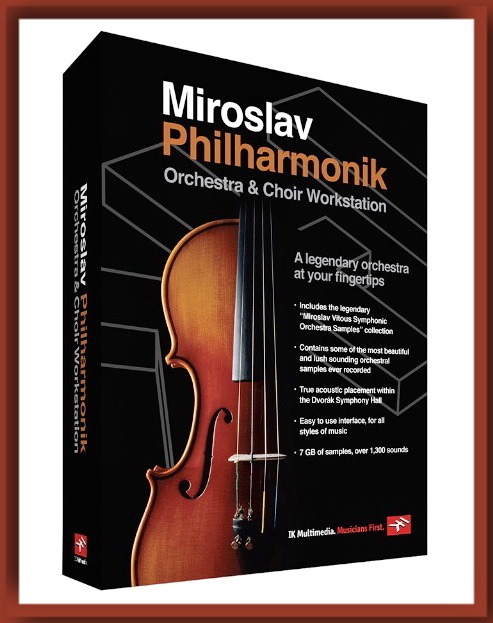 Miroslav
Philharmonik
Orchestra & Choir Workstation
A legendary orchestra
at your fingertips
• Includes the legendary
"Miroslav Vitous Symphonic
Orchestra Samples" collection
• Contains some of the most beautiful
and lush sounding orchestral
samples ever recorded
• True acoustic placement within
the Dvorák Symphony Hall
• Easy to use interface, for all
styles of music
• 7 GB of samples, over 1,300 sounds
IK Multimedia. Musicians First.
Miroslav Philharmonik
Orchestra & Choir Workstation